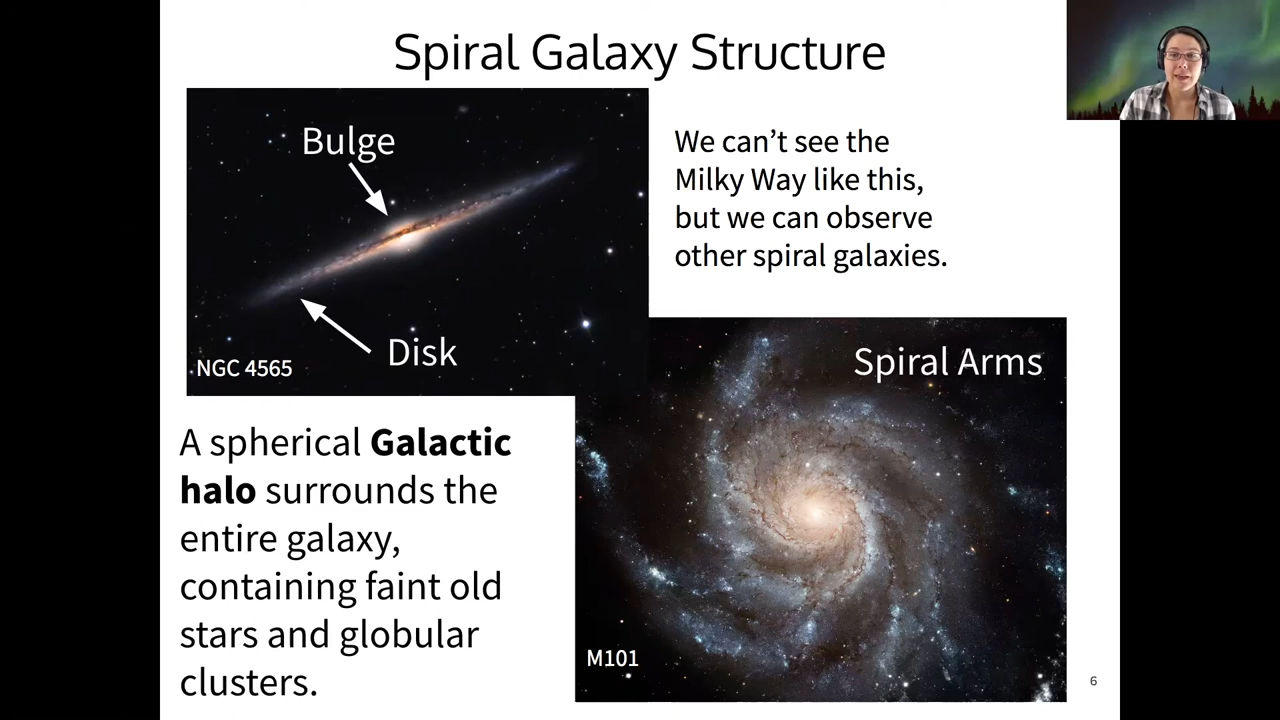 Spiral Galaxy Structure
Bulge
Disk
NGC 4565
We can’t see the
Milky Way like this,
but we can observe
other spiral galaxies.
A spherical Galactic
halo surrounds the
entire galaxy,
containing faint old
stars and globular
clusters.
Spiral Arms
M101
6